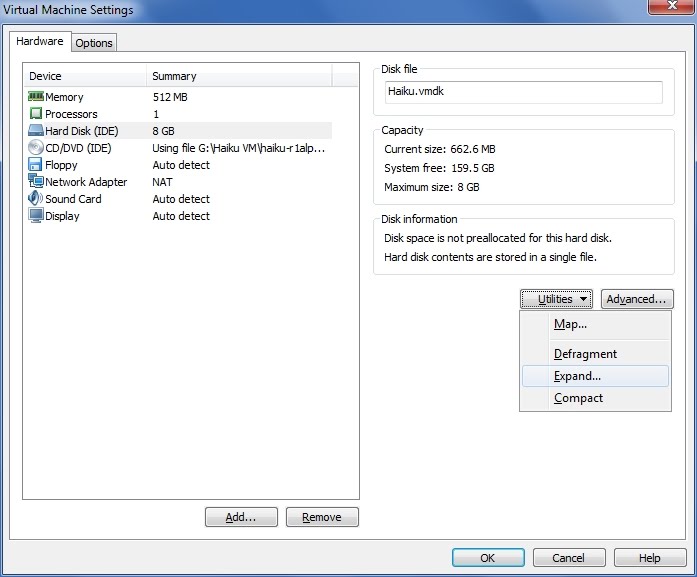 Virtual Machine Settings
Hardware
Options
Device Summary
Memory 512 MB
Processors 1
Hard Disk (IDE) 8 GB
CD/DVD (IDE) Using file G:\Haiku VM\haiku-r1alp...
Floppy Auto detect
Network Adapter NAT
Sound Card Auto detect
Display Auto detect
Add...
Remove
Disk file
Haiku.vmdk
Capacity
Current size: 662.6 MB
System free: 159.5 GB
Maximum size: 8 GB
Disk information
Disk space is not preallocated for this hard disk.
Hard disk contents are stored in a single file.
Utilities
Advanced...
Map...
Defragment
Expand...
Compact
OK
Cancel
Help